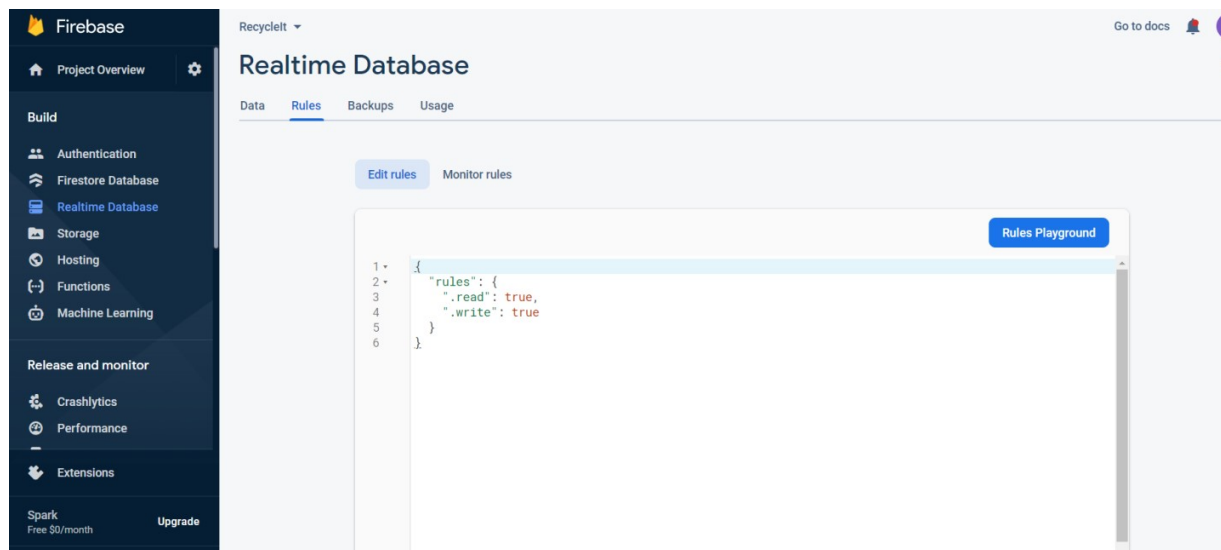 Firebase
Project Overview
Build
Authentication
Firestore Database
Realtime Database
Storage
Hosting
Functions
Machine Learning
Release and monitor
Crashlytics
Performance
Extensions
Spark
Free $0/month
Upgrade
RecycleIt
Go to docs
Realtime Database
Data Rules Backups Usage
Edit rules Monitor rules
Rules Playground
1 {
2 "rules": {
3 ".read": true,
4 ".write": true
5 }
6 }